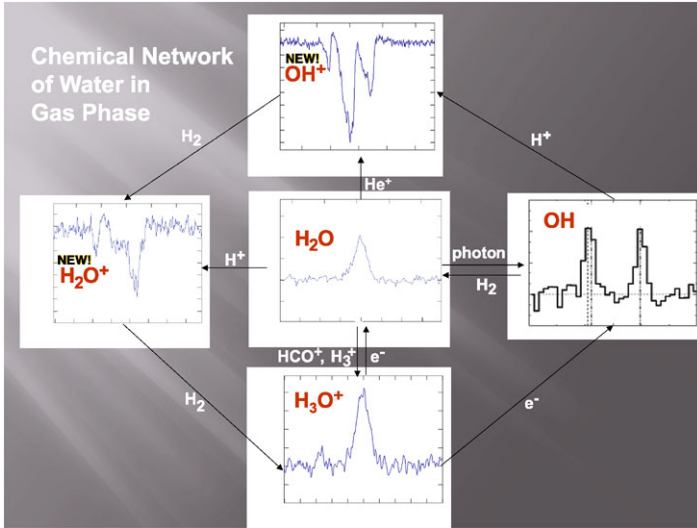 Chemical Network
of Water in
Gas Phase
NEW!
OH⁺
H₂
H⁺
He⁺
NEW!
H₂O⁺
H⁺
H₂O
photon
H₂
OH
HCO⁺, H₃⁺
e⁻
H₂
H₃O⁺
e⁻